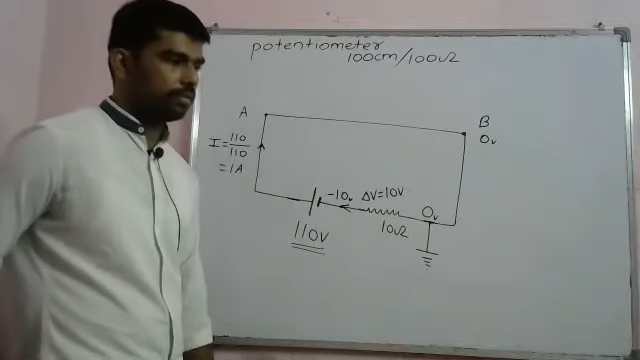 potentiometer
100cm/100Ω
A
B
0v
I = 110/110
= 1A
-10v ΔV=10V
0v
10Ω
110V